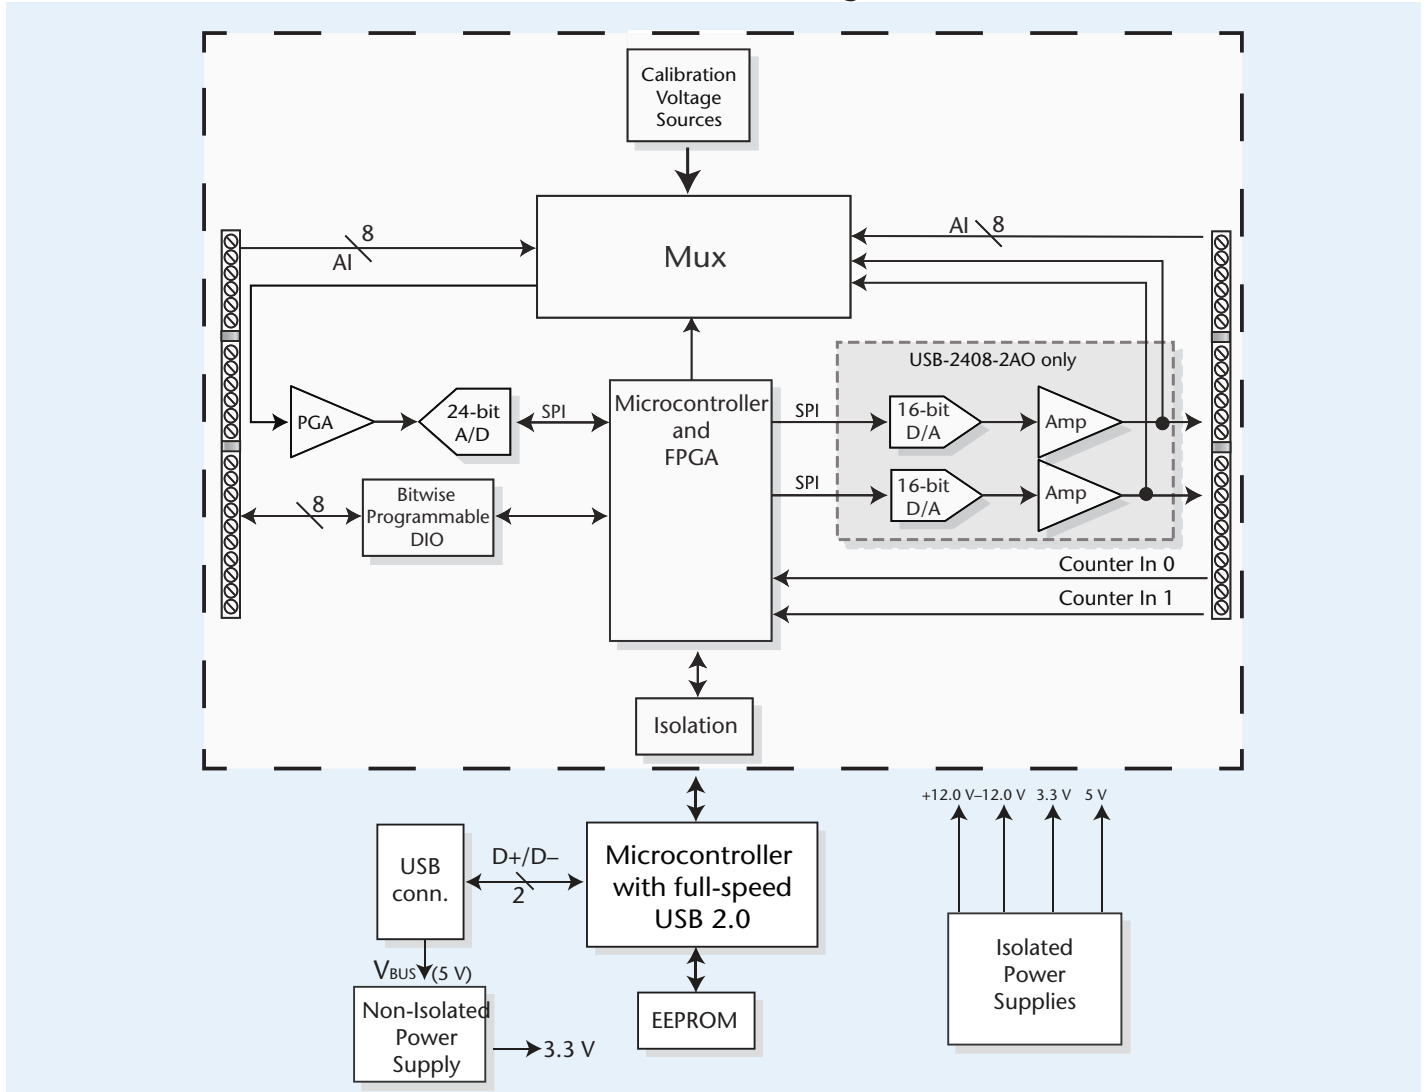 Calibration
Voltage
Sources
8
AI
Mux
AI 8
USB-2408-2AO only
PGA
24-bit
A/D
SPI
Microcontroller
and
FPGA
SPI
16-bit
D/A
Amp
SPI
16-bit
D/A
Amp
8
Bitwise
Programmable
DIO
Counter In 0
Counter In 1
Isolation
+12.0 V
–12.0 V
3.3 V
5 V
USB
conn.
D+/D–
2
Microcontroller
with full-speed
USB 2.0
Isolated
Power
Supplies
VBUS (5 V)
Non-Isolated
Power
Supply
3.3 V
EEPROM